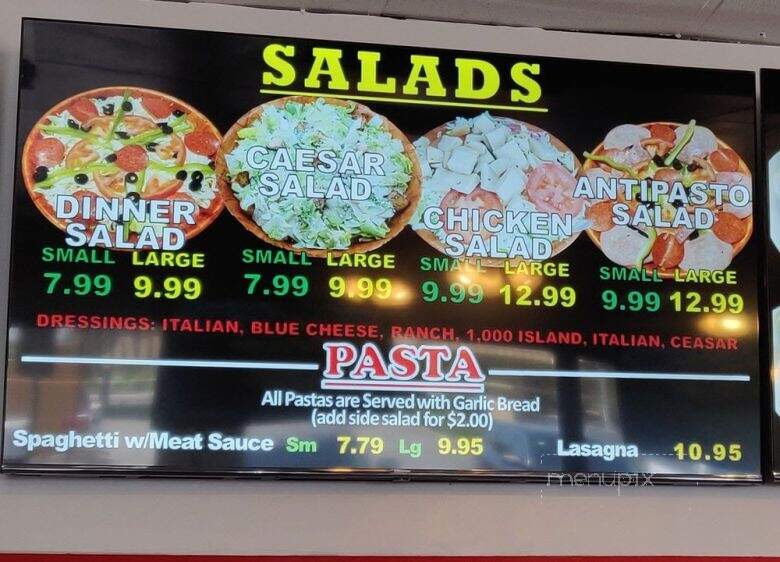 SALADS
DINNER SALAD
CAESAR SALAD
CHICKEN SALAD
ANTIPASTO SALAD
SMALL LARGE
7.99 9.99
SMALL LARGE
7.99 9.99
SMALL LARGE
9.99 12.99
SMALL LARGE
9.99 12.99
DRESSINGS: ITALIAN, BLUE CHEESE, RANCH, 1,000 ISLAND, ITALIAN, CEASAR
PASTA
All Pastas are Served with Garlic Bread
(add side salad for $2.00)
Spaghetti w/Meat Sauce Sm 7.79 Lg 9.95 Lasagna 10.95
menupix